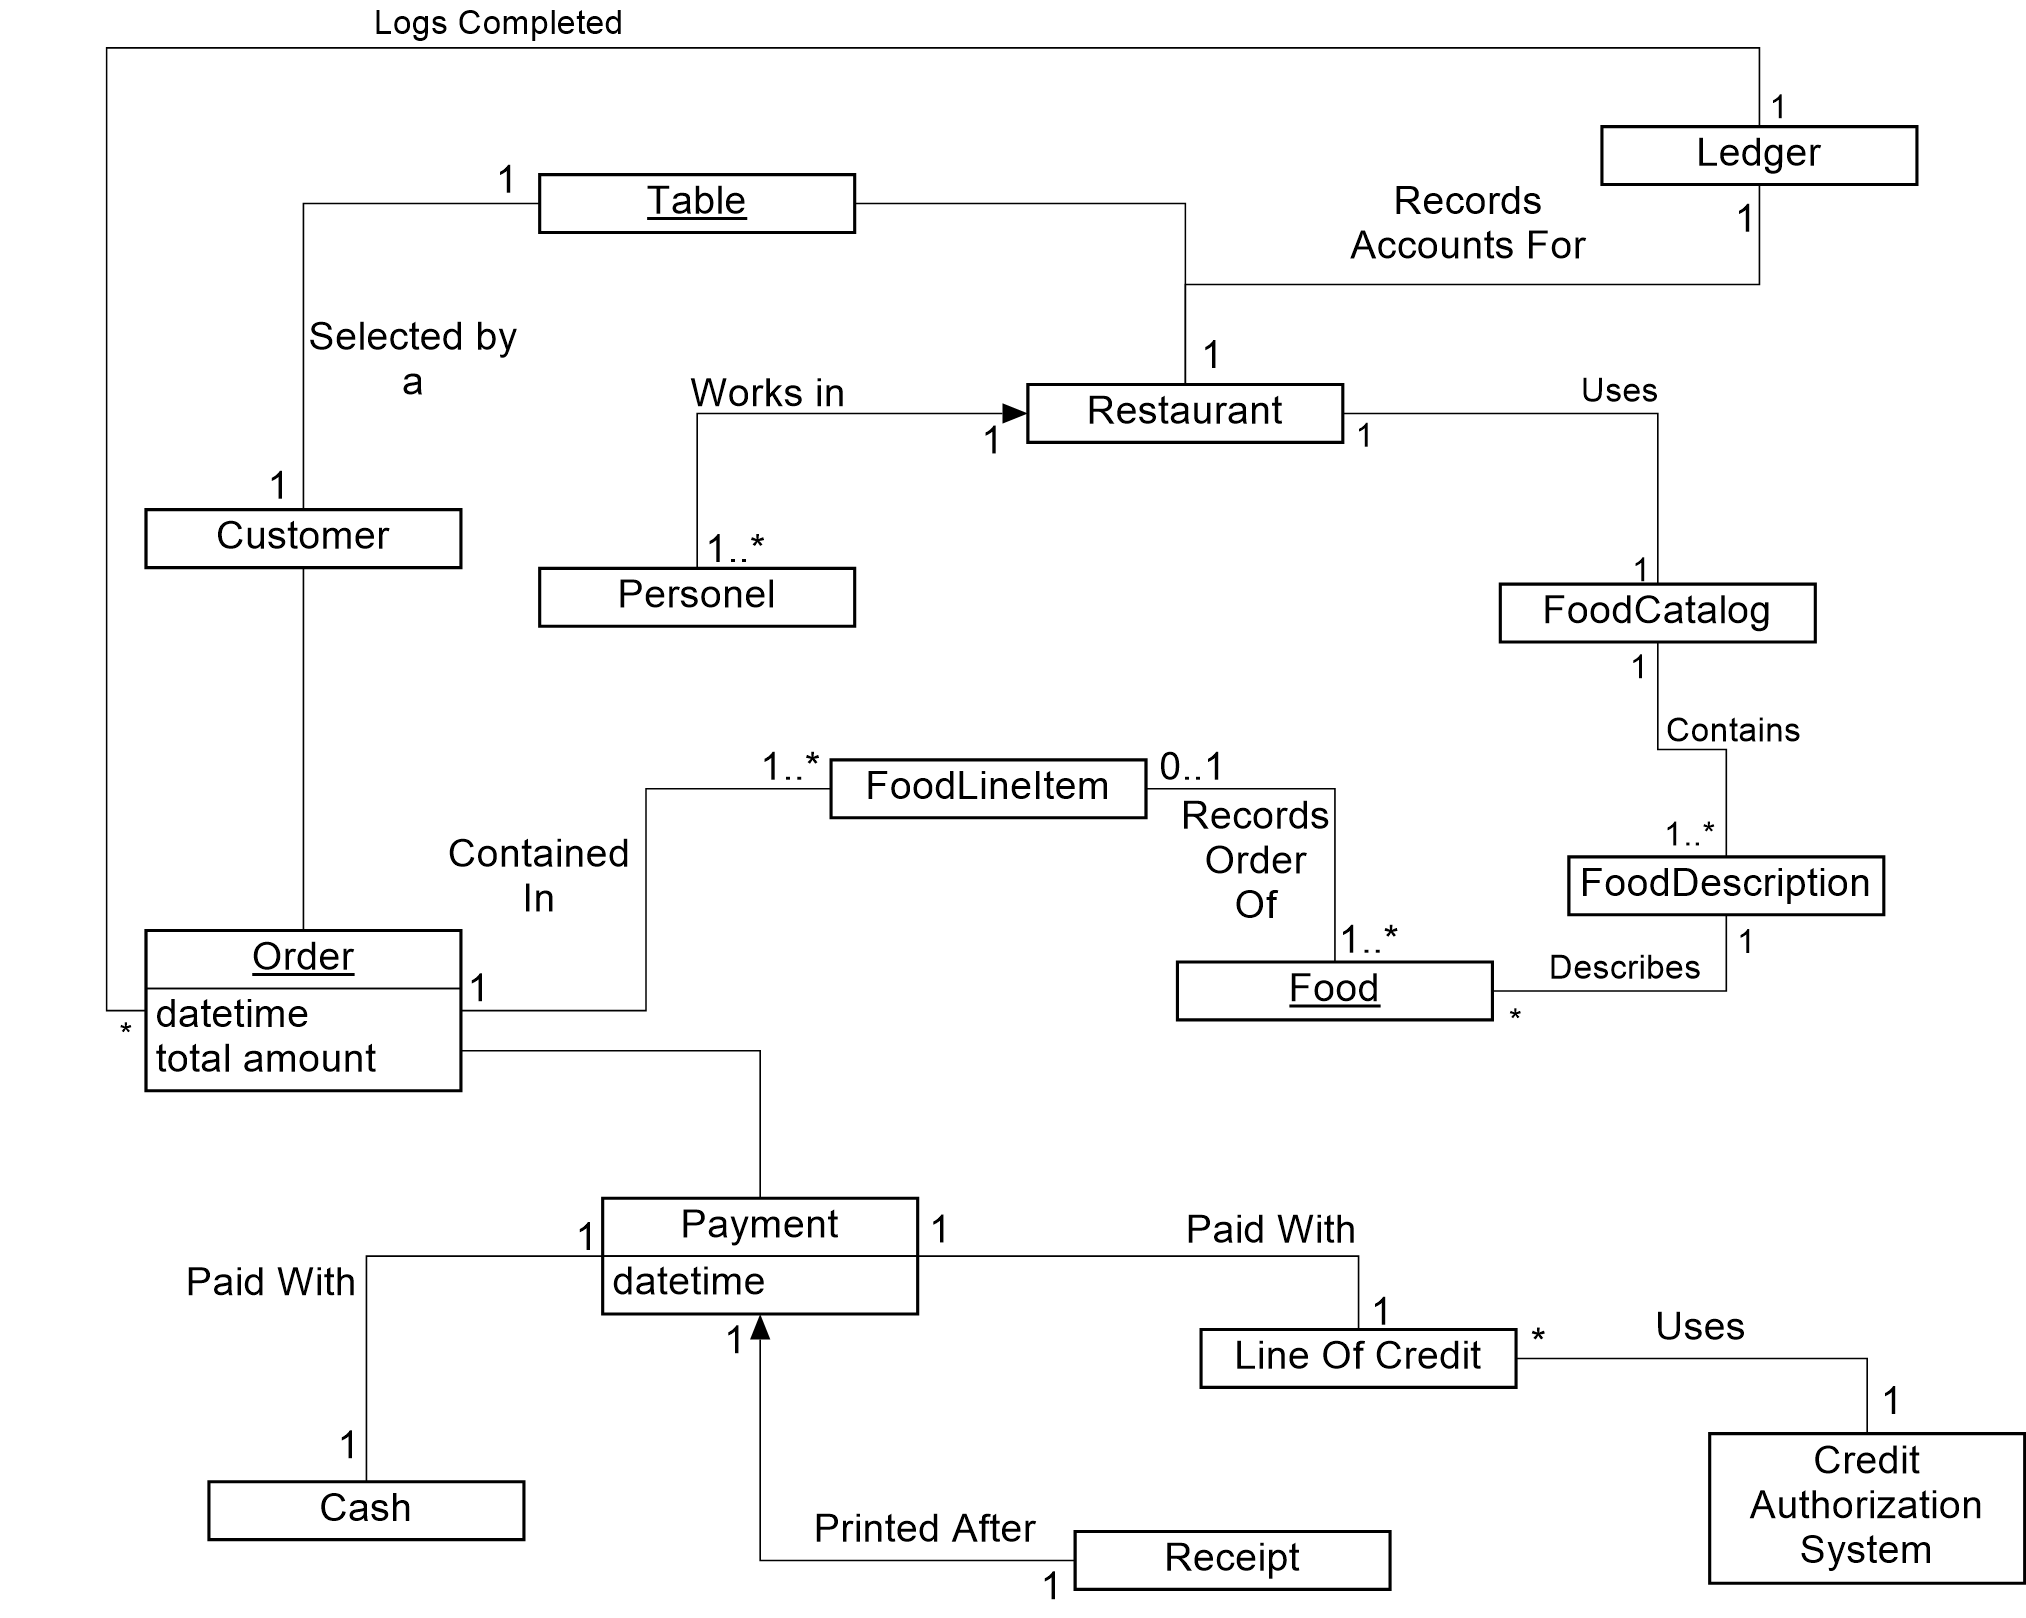 Logs Completed
1
Ledger
1
Table
1
Records
Accounts For
Selected by
a
1
Works in
Restaurant
1
Uses
1
1
Customer
1..*
Personel
1
FoodCatalog
1
Contains
1..*
FoodLineItem
0..1
Records
Order
Of
Contained
In
1..*
FoodDescription
1
1..*
Order
1
Food
Describes
*
datetime
total amount
*
Payment
datetime
1
1
Paid With
Paid With
1
1
Line Of Credit
*
Uses
1
1
Cash
Credit
Authorization
System
Printed After
Receipt
1